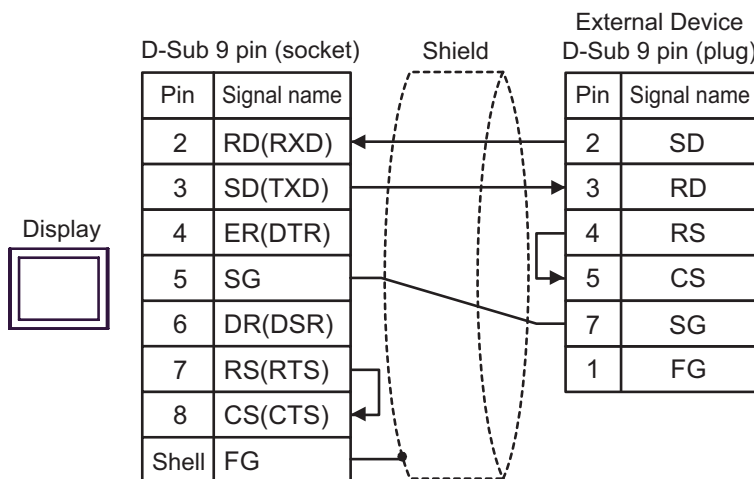 External Device
D-Sub 9 pin (socket) Shield D-Sub 9 pin (plug)
Pin Signal name Pin Signal name
2 RD(RXD) 2 SD
3 SD(TXD) 3 RD
Display 4 ER(DTR) 4 RS
5 SG 5 CS
6 DR(DSR) 7 SG
7 RS(RTS) 1 FG
8 CS(CTS)
Shell FG